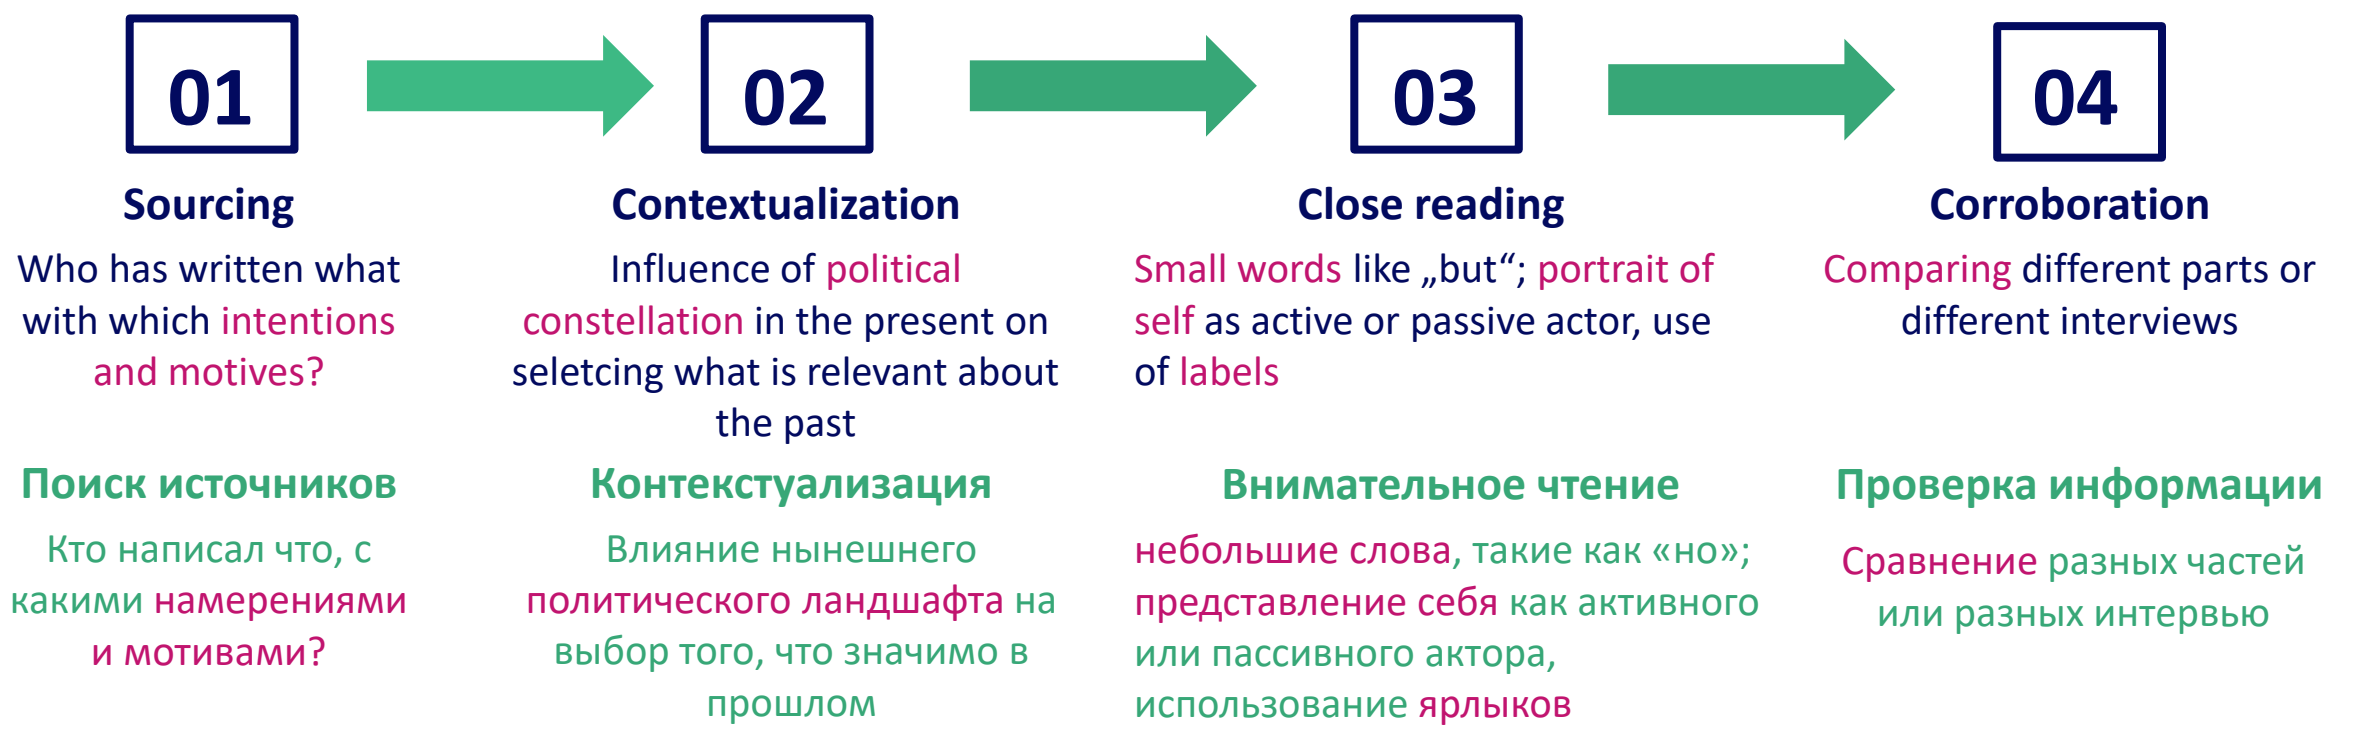 01
Sourcing
Who has written what
with which intentions
and motives?
Поиск источников
Кто написал что, с
какими намерениями
и мотивами?
02
Contextualization
Influence of political
constellation in the present on
seletcing what is relevant about
the past
Контекстуализация
Влияние нынешнего
политического ландшафта на
выбор того, что значимо в
прошлом
03
Close reading
Small words like „but“; portrait of
self as active or passive actor, use
of labels
Внимательное чтение
небольшие слова, такие как «но»;
представление себя как активного
или пассивного актора,
использование ярлыков
04
Corroboration
Comparing different parts or
different interviews
Проверка информации
Сравнение разных частей
или разных интервью